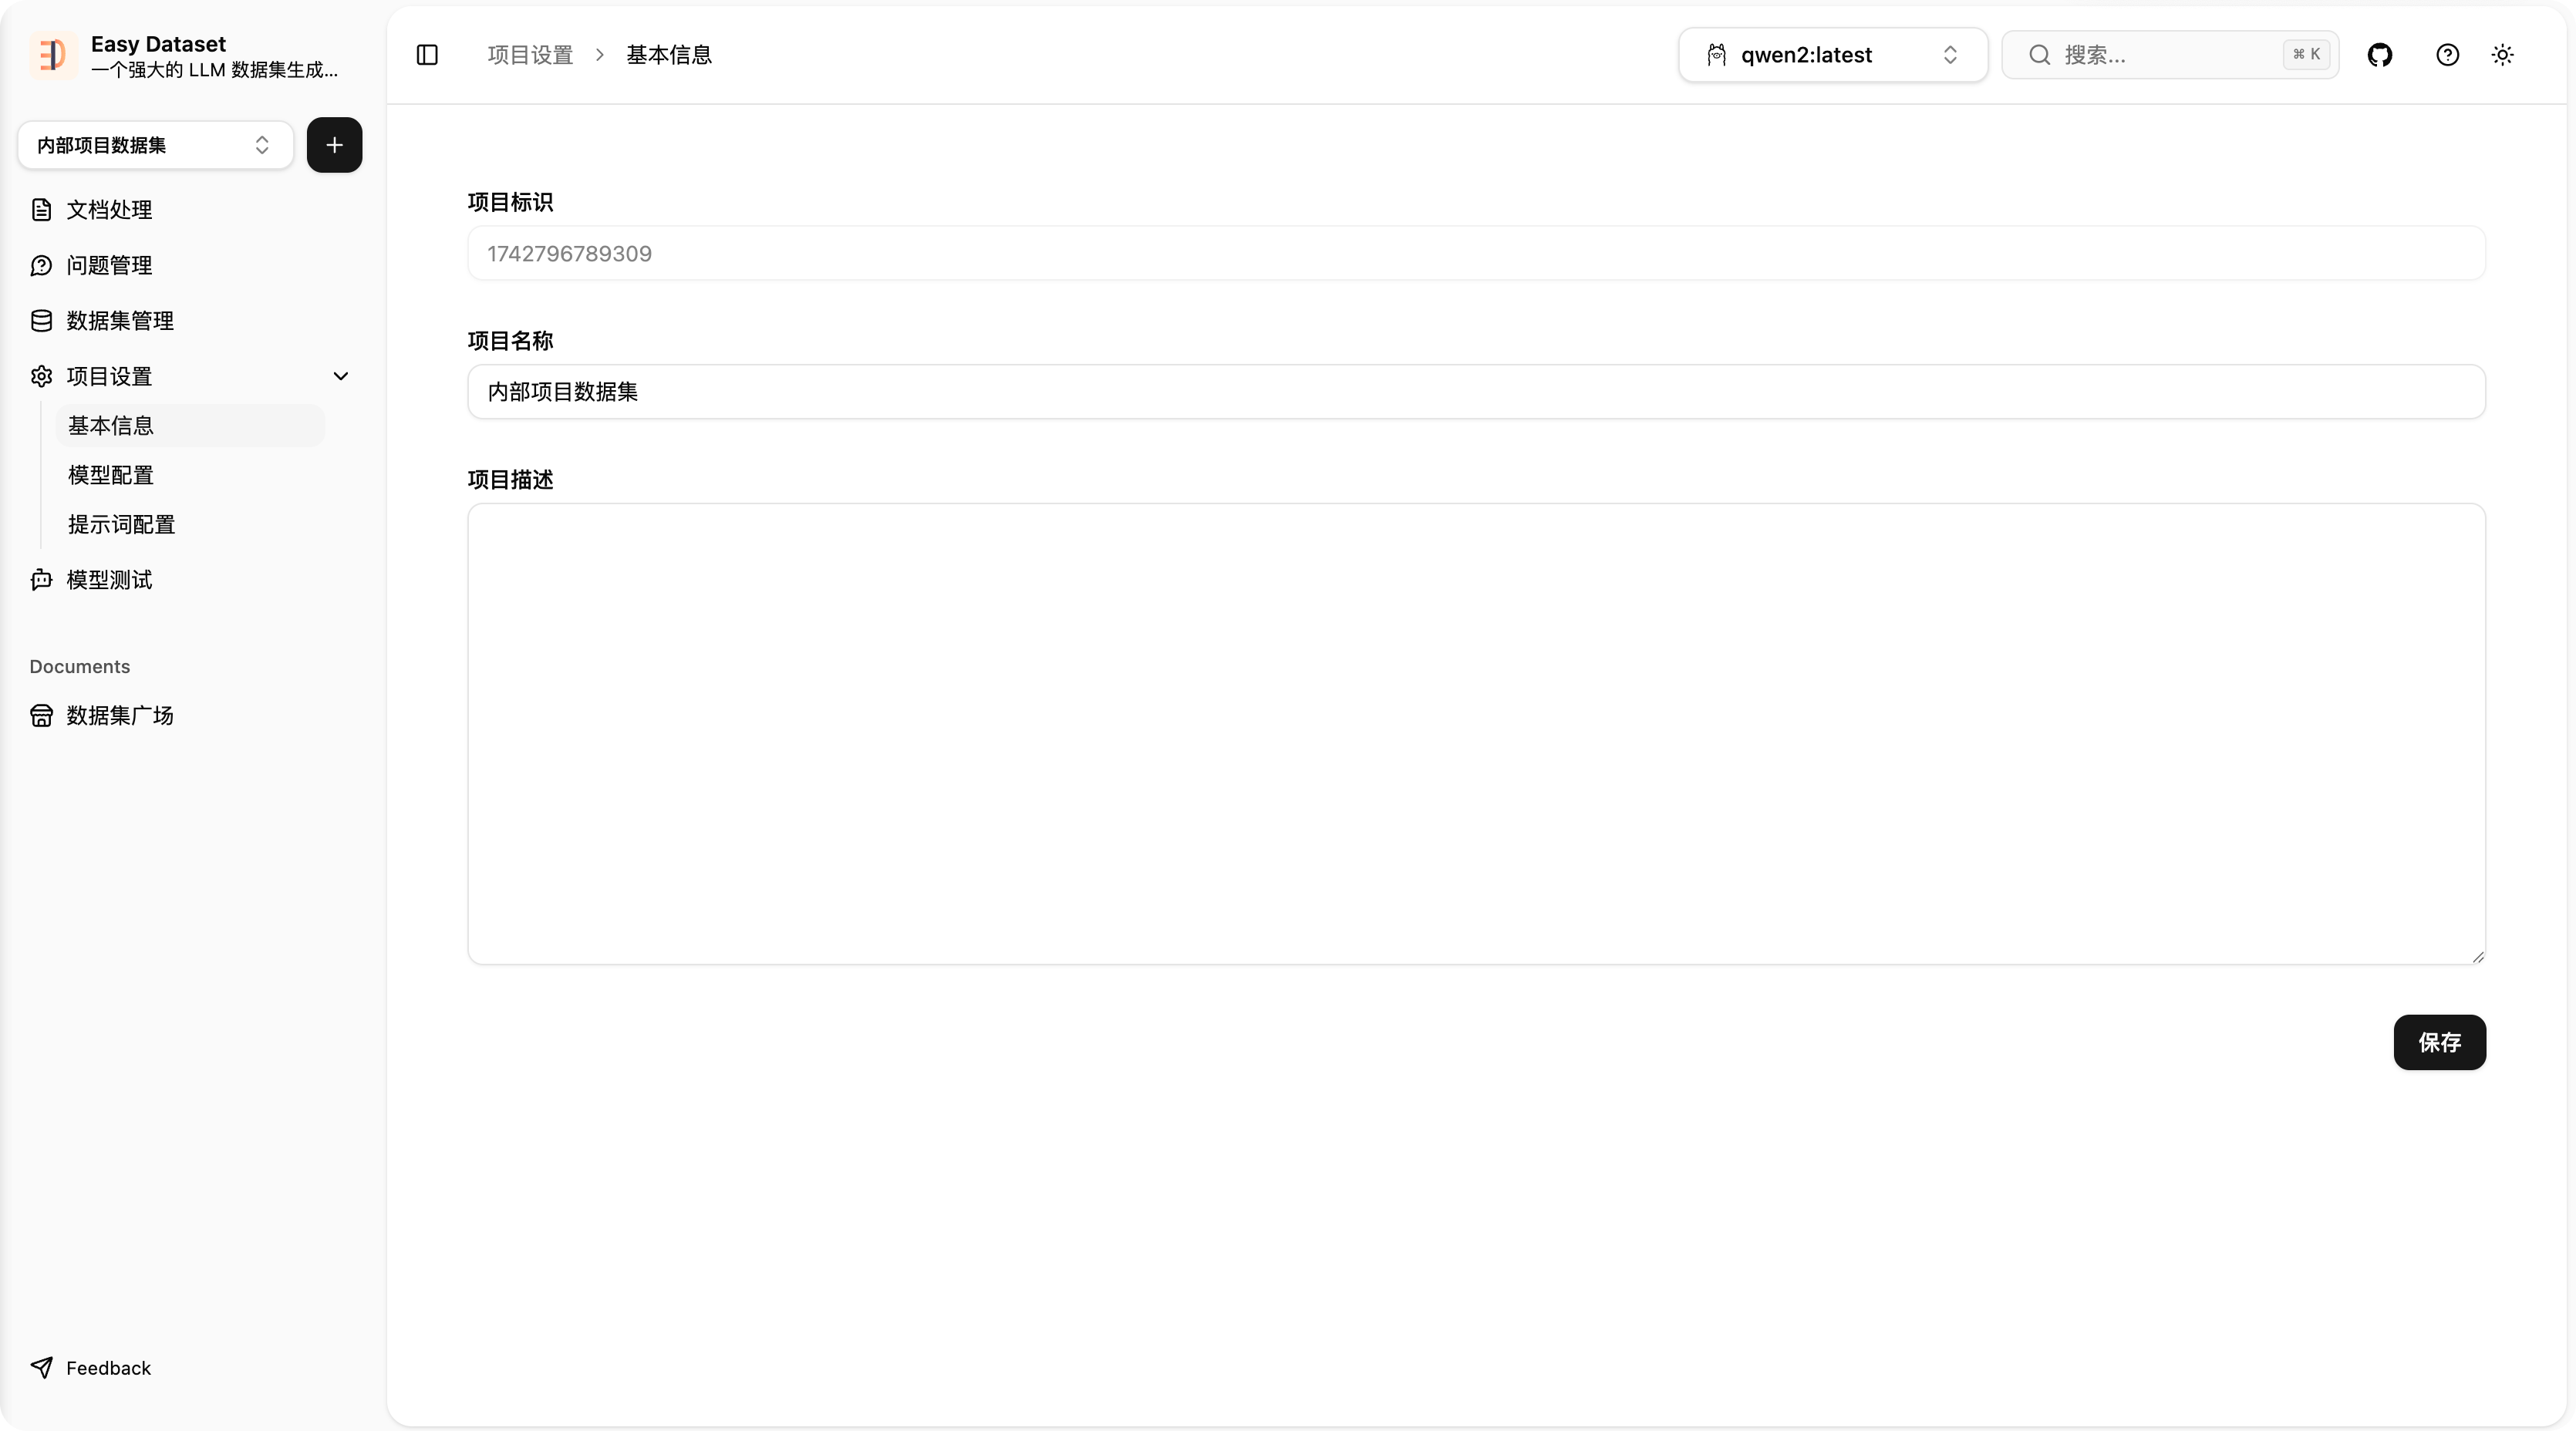 Easy Dataset
一个强大的 LLM 数据集生成...
内部项目数据集
文档处理
问题管理
数据集管理
项目设置
基本信息
模型配置
提示词配置
模型测试
Documents
数据集广场
Feedback
项目设置 > 基本信息
qwen2:latest
搜索...
⌘ K
项目标识
1742796789309
项目名称
内部项目数据集
项目描述
保存